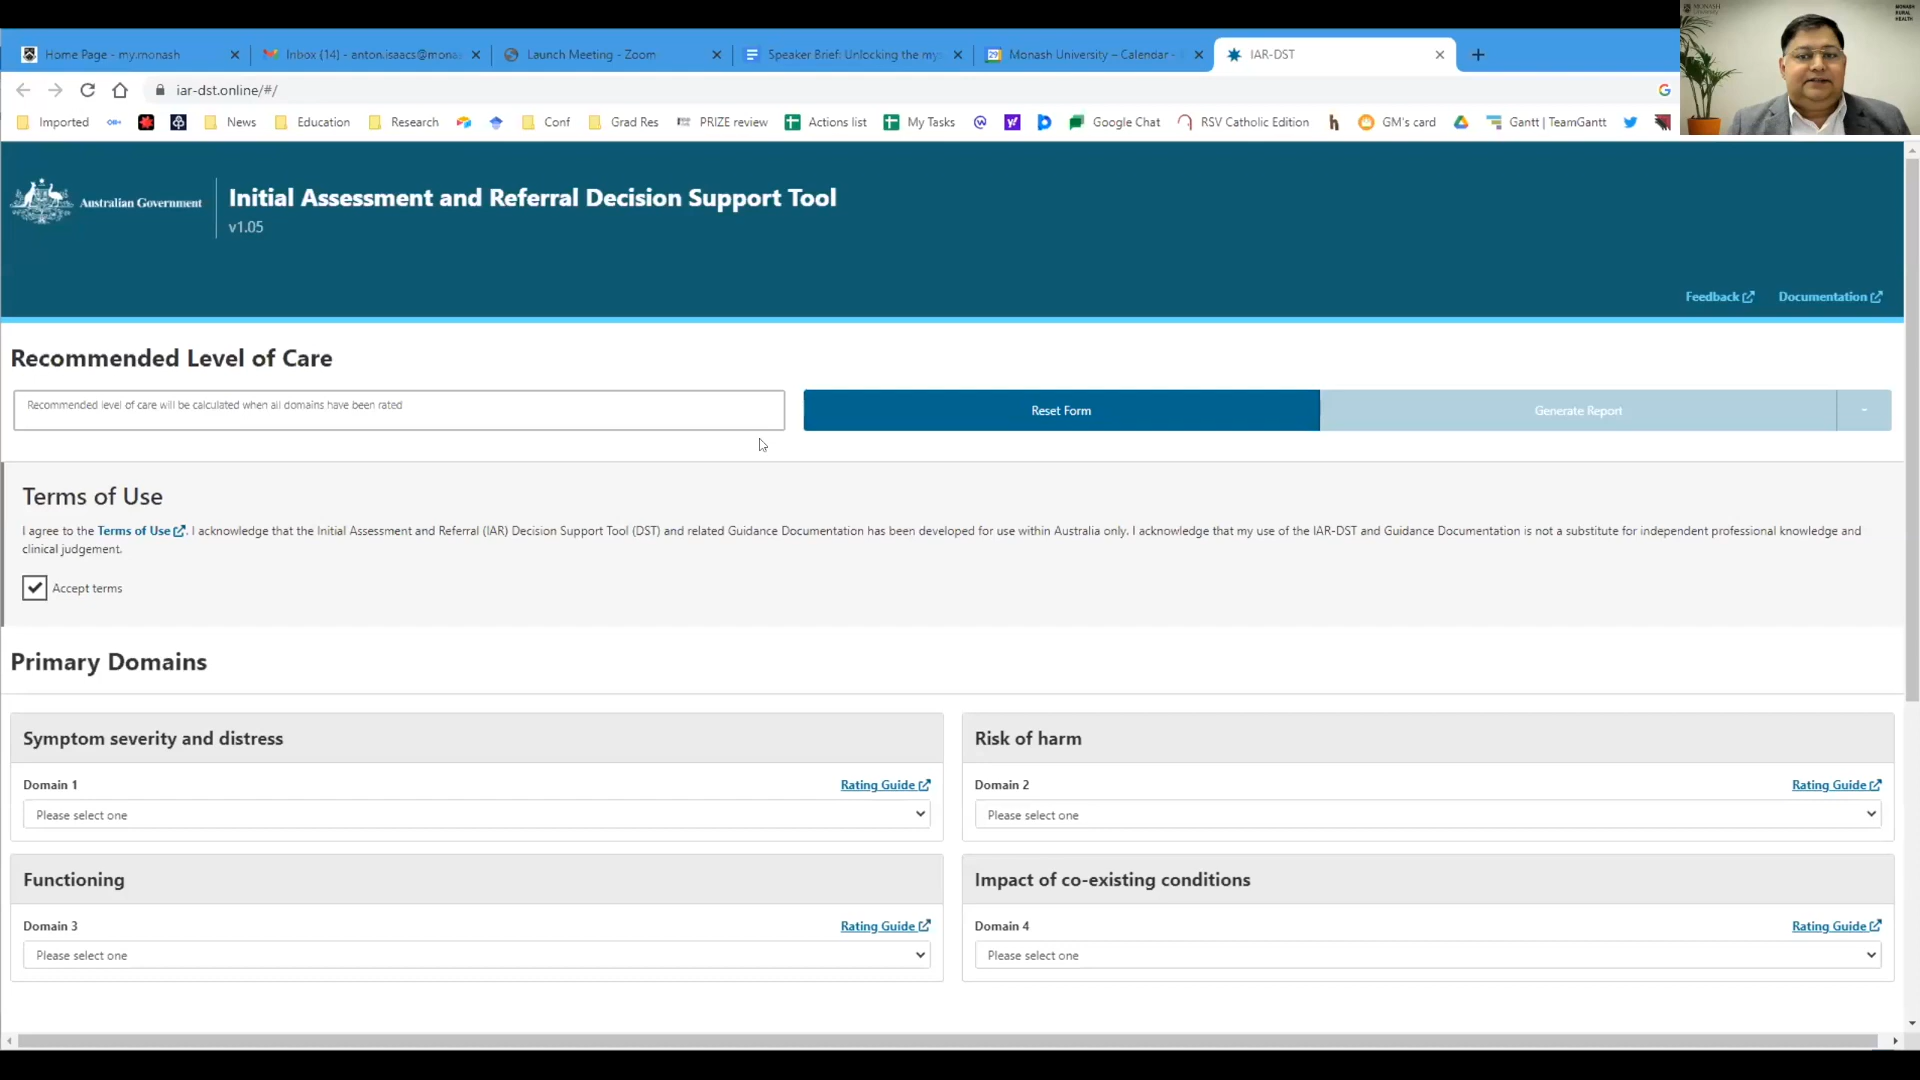 Home Page - my.monash
Inbox (14) - anton.isaacs@mona
Launch Meeting - Zoom
Speaker Brief: Unlocking the my
Monash University – Calendar -
IAR-DST
iar-dst.online/#/
Imported
News
Education
Research
Conf
Grad Res
PRIZE review
Actions list
My Tasks
Google Chat
RSV Catholic Edition
GM's card
Gantt | TeamGantt
MONASH
University
MONASH
RURAL
HEALTH
Australian Government
Initial Assessment and Referral Decision Support Tool
v1.05
Feedback
Documentation
Recommended Level of Care
Recommended level of care will be calculated when all domains have been rated
Reset Form
Generate Report
Terms of Use
I agree to the Terms of Use. I acknowledge that the Initial Assessment and Referral (IAR) Decision Support Tool (DST) and related Guidance Documentation has been developed for use within Australia only. I acknowledge that my use of the IAR-DST and Guidance Documentation is not a substitute for independent professional knowledge and
clinical judgement.
Accept terms
Primary Domains
Symptom severity and distress
Domain 1
Rating Guide
Please select one
Risk of harm
Domain 2
Rating Guide
Please select one
Functioning
Domain 3
Rating Guide
Please select one
Impact of co-existing conditions
Domain 4
Rating Guide
Please select one